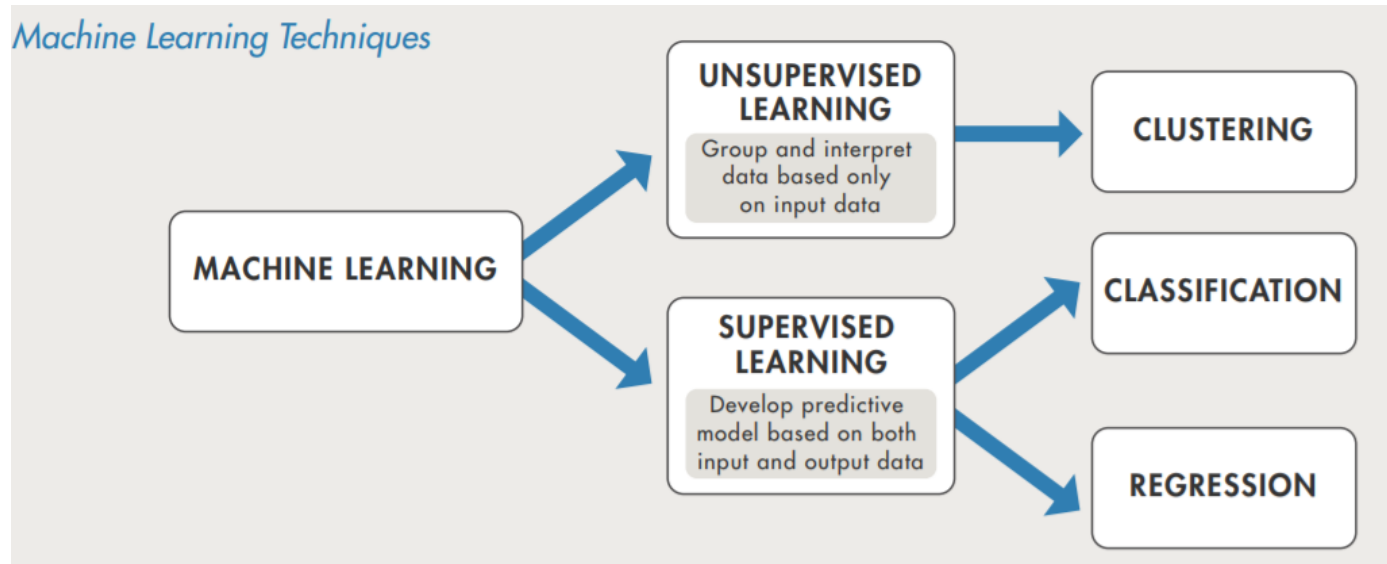 Machine Learning Techniques
MACHINE LEARNING
UNSUPERVISED
LEARNING
Group and interpret
data based only
on input data
CLUSTERING
SUPERVISED
LEARNING
Develop predictive
model based on both
input and output data
CLASSIFICATION
REGRESSION